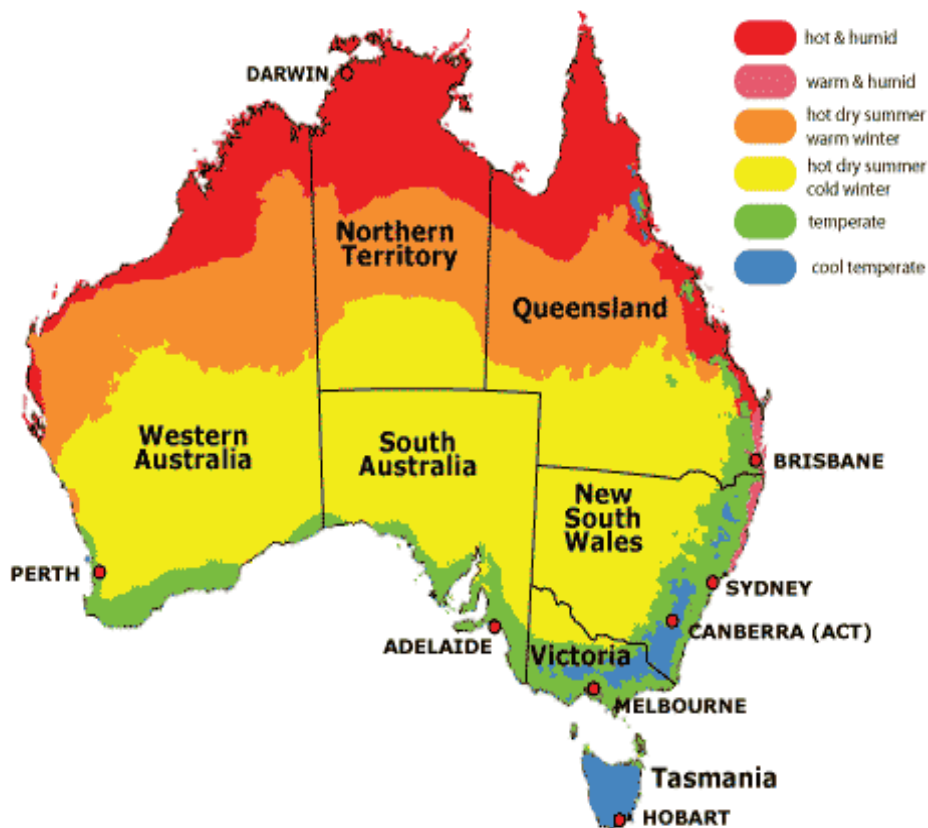 hot & humid
warm & humid
hot dry summer
warm winter
hot dry summer
cold winter
temperate
cool temperate
DARWIN
Northern
Territory
Queensland
Western
Australia
South
Australia
BRISBANE
New
South
Wales
PERTH
SYDNEY
CANBERRA (ACT)
ADELAIDE
Victoria
MELBOURNE
Tasmania
HOBART